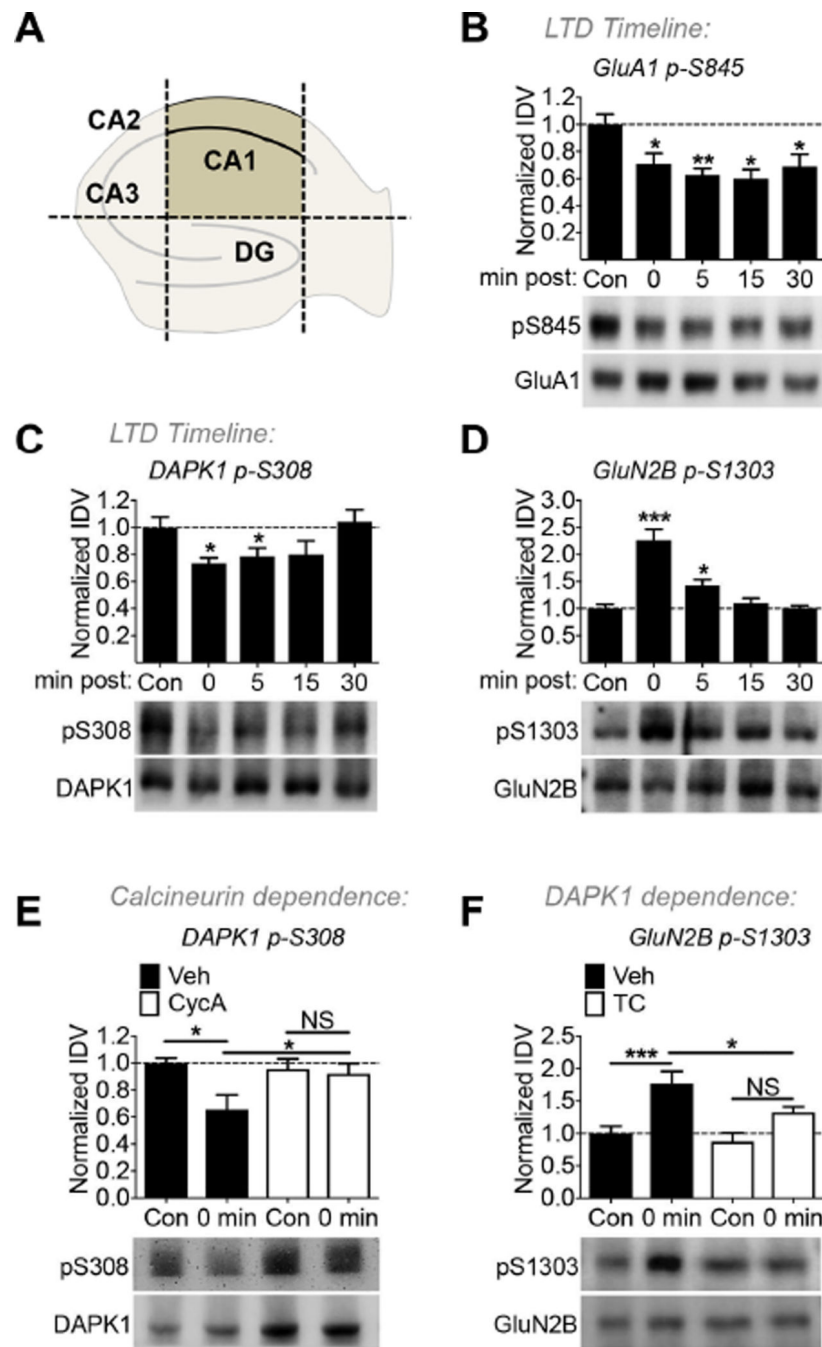 A
CA2
CA1
CA3
DG
B
LTD Timeline:
GluA1 p-S845
Normalized IDV
1.2
1.0
0.8
0.6
0.4
0.2
* ** * *
min post: Con 0 5 15 30
pS845
GluA1
C
LTD Timeline:
DAPK1 p-S308
Normalized IDV
1.2
1.0
0.8
0.6
0.4
0.2
* *
min post: Con 0 5 15 30
pS308
DAPK1
D
GluN2B p-S1303
Normalized IDV
3.0
2.5
2.0
1.5
1.0
0.5
*** *
min post: Con 0 5 15 30
pS1303
GluN2B
E
Calcineurin dependence:
DAPK1 p-S308
Veh
CycA
Normalized IDV
1.2
1.0
0.8
0.6
0.4
0.2
0.0
* NS
*
Con 0 min Con 0 min
pS308
DAPK1
F
DAPK1 dependence:
GluN2B p-S1303
Veh
TC
Normalized IDV
2.5
2.0
1.5
1.0
0.5
0.0
*** *
NS
Con 0 min Con 0 min
pS1303
GluN2B